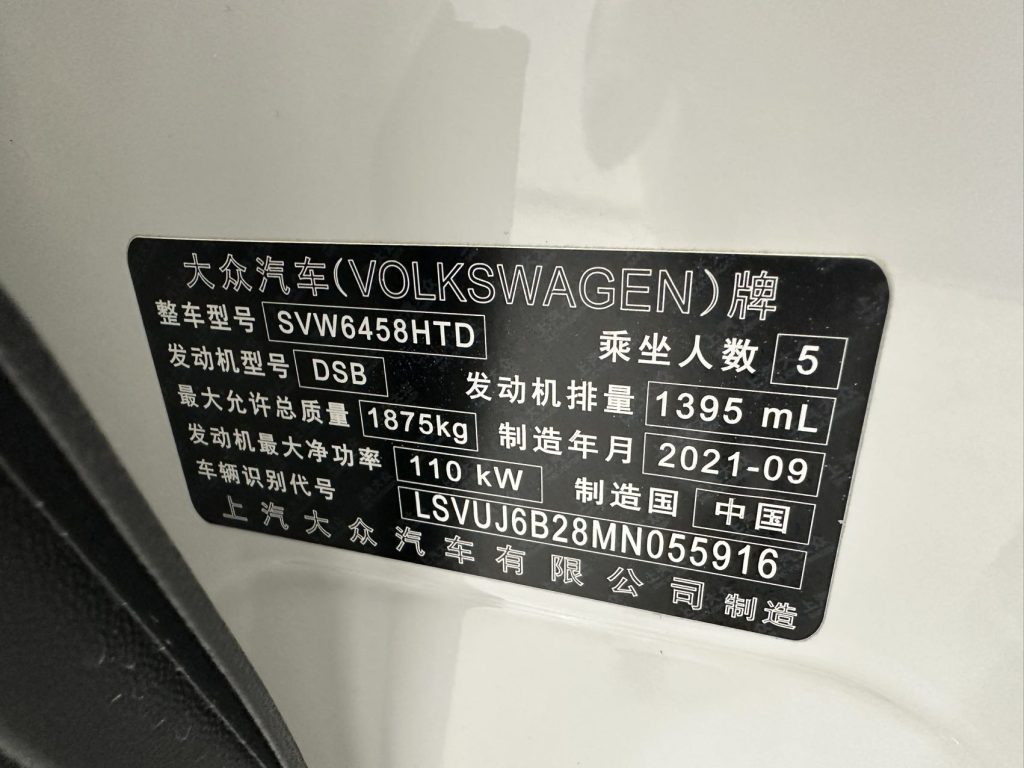 大众汽车(VOLKSWAGEN)牌
整车型号 SVW6458HTD 乘坐人数 5
发动机型号 DSB 发动机排量 1395 mL
最大允许总质量 1875kg 制造年月 2021-09
发动机最大净功率 110 kW 制造国 中国
车辆识别代号 LSVUJ6B28MN055916
上汽大众汽车有限公司制造